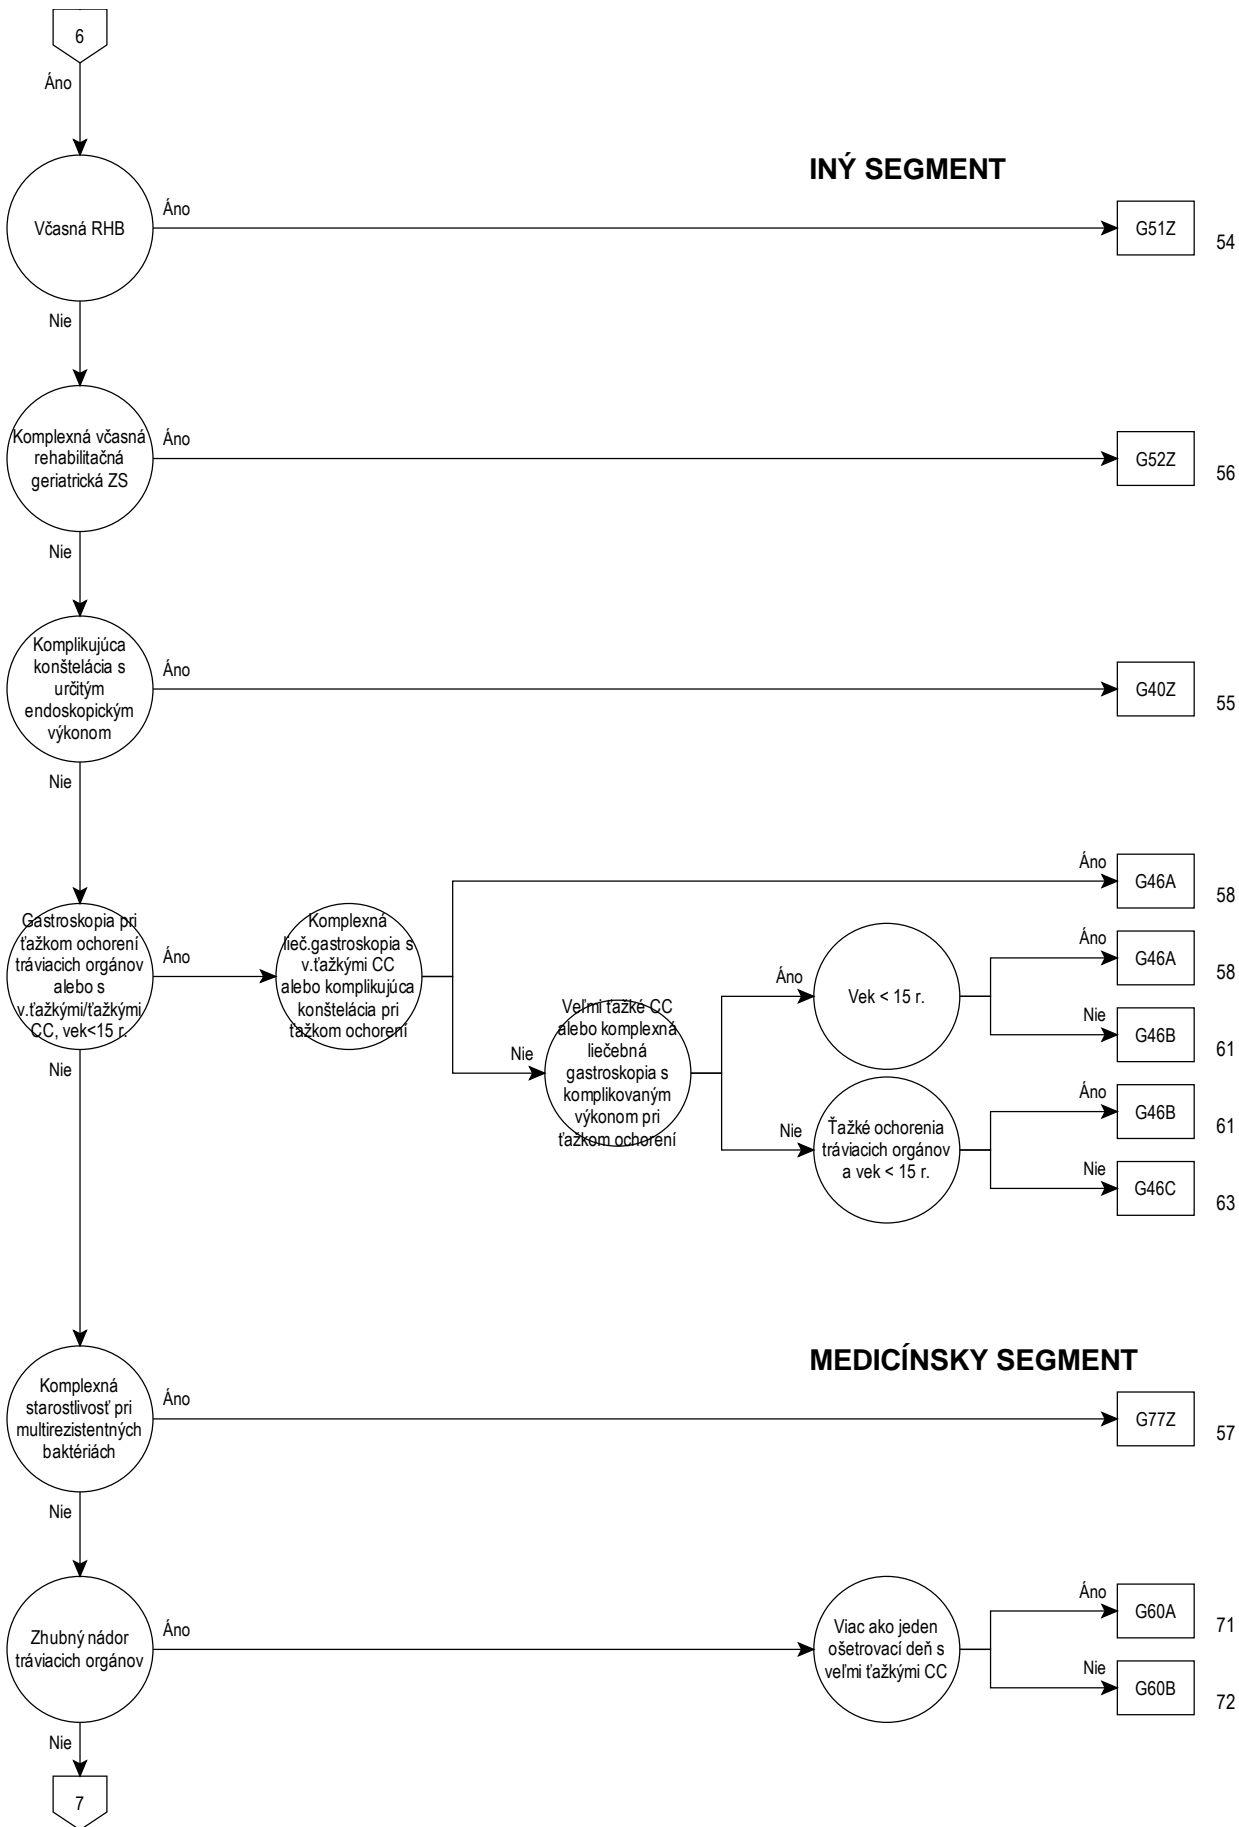 6
Áno
INÝ SEGMENT
Včasná RHB
Áno
G51Z
54
Nie
Komplexná včasná
rehabilitačná
geriatrická ZS
Áno
G52Z
56
Nie
Komplikujúca
konštelácia s
určitým
endoskopickým
výkonom
Áno
G40Z
55
Nie
Gastroskopia pri
ťažkom ochorení
tráviacich orgánov
alebo s
v.ťažkými/ťažkými
CC, vek<15 r.
Áno
Komplexná
lieč.gastroskopia s
v.ťažkými CC
alebo komplikujúca
konštelácia pri
ťažkom ochorení
Áno
G46A
58
Nie
Veľmi ťažké CC
alebo komplexná
liečebná
gastroskopia s
komplikovaným
výkonom pri
ťažkom ochorení
Áno
Vek < 15 r.
Áno
G46A
58
Nie
G46B
61
Nie
Ťažké ochorenia
tráviacich orgánov
a vek < 15 r.
Áno
G46B
61
Nie
G46C
63
Nie
MEDICÍNSKY SEGMENT
Komplexná
starostlivosť pri
multirezistentných
baktériách
Áno
G77Z
57
Nie
Zhubný nádor
tráviacich orgánov
Áno
Viac ako jeden
ošetrovací deň s
veľmi ťažkými CC
Áno
G60A
71
Nie
G60B
72
Nie
7